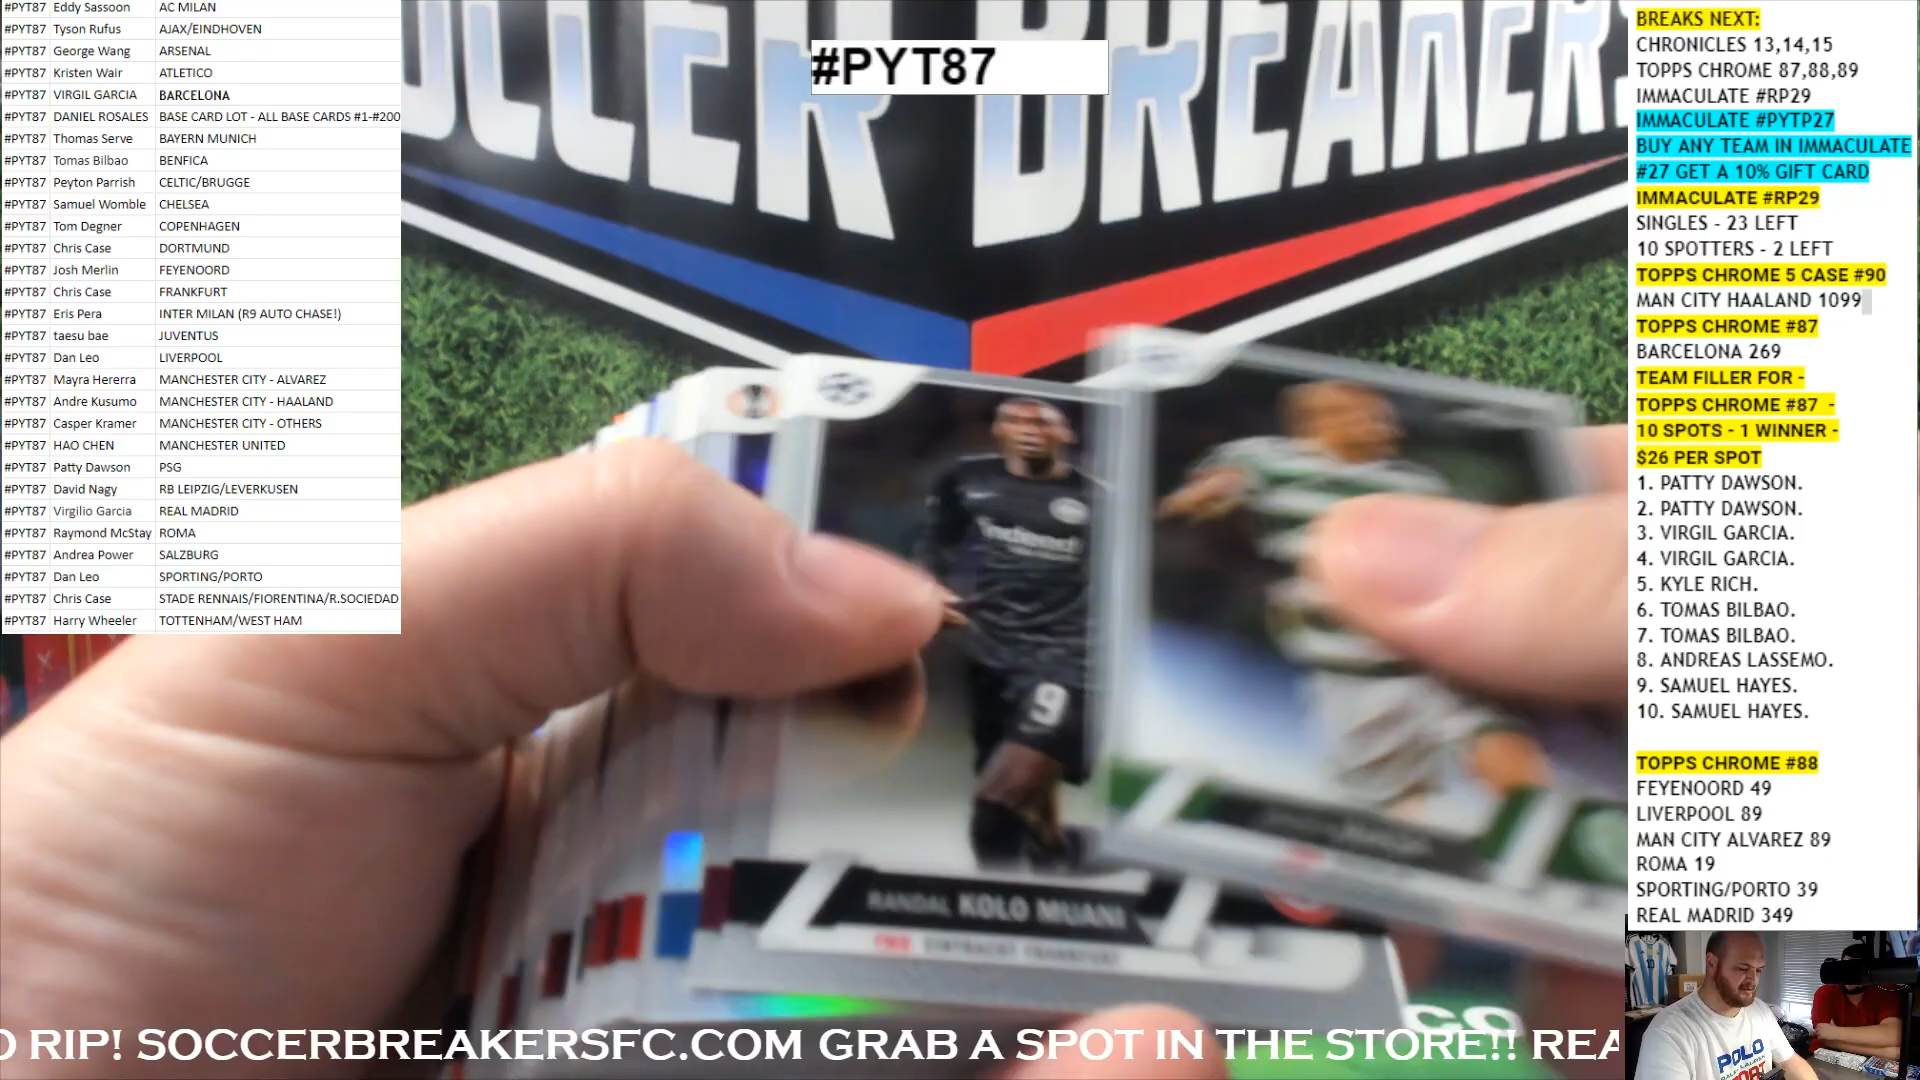 #PYT87 Eddy Sassoon AC MILAN
#PYT87 Tyson Rufus AJAX/EINDHOVEN
#PYT87 George Wang ARSENAL
#PYT87 Kristen Wair ATLETICO
#PYT87 VIRGIL GARCIA BARCELONA
#PYT87 DANIEL ROSALES BASE CARD LOT - ALL BASE CARDS #1-#200
#PYT87 Thomas Serve BAYERN MUNICH
#PYT87 Tomas Bilbao BENFICA
#PYT87 Peyton Parrish CELTIC/BRUGGE
#PYT87 Samuel Womble CHELSEA
#PYT87 Tom Degner COPENHAGEN
#PYT87 Chris Case DORTMUND
#PYT87 Josh Merlin FEYENOORD
#PYT87 Chris Case FRANKFURT
#PYT87 Eris Pera INTER MILAN (R9 AUTO CHASE!)
#PYT87 taesu bae JUVENTUS
#PYT87 Dan Leo LIVERPOOL
#PYT87 Mayra Hererra MANCHESTER CITY - ALVAREZ
#PYT87 Andre Kusumo MANCHESTER CITY - HAALAND
#PYT87 Casper Kramer MANCHESTER CITY - OTHERS
#PYT87 HAO CHEN MANCHESTER UNITED
#PYT87 Patty Dawson PSG
#PYT87 David Nagy RB LEIPZIG/LEVERKUSEN
#PYT87 Virgilio Garcia REAL MADRID
#PYT87 Raymond McStay ROMA
#PYT87 Andrea Power SALZBURG
#PYT87 Dan Leo SPORTING/PORTO
#PYT87 Chris Case STADE RENNAIS/FIORENTINA/R.SOCIEDAD
#PYT87 Harry Wheeler TOTTENHAM/WEST HAM
#PYT87
CCER BREAKERS
9
RANDAL KOLO MUANI
EINTRACHT FRANKFURT
BREAKS NEXT:
CHRONICLES 13,14,15
TOPPS CHROME 87,88,89
IMMACULATE #RP29
IMMACULATE #PYTP27
BUY ANY TEAM IN IMMACULATE
#27 GET A 10% GIFT CARD
IMMACULATE #RP29
SINGLES - 23 LEFT
10 SPOTTERS - 2 LEFT
TOPPS CHROME 5 CASE #90
MAN CITY HAALAND 1099
TOPPS CHROME #87
BARCELONA 269
TEAM FILLER FOR -
TOPPS CHROME #87 -
10 SPOTS - 1 WINNER -
$26 PER SPOT
1. PATTY DAWSON.
2. PATTY DAWSON.
3. VIRGIL GARCIA.
4. VIRGIL GARCIA.
5. KYLE RICH.
6. TOMAS BILBAO.
7. TOMAS BILBAO.
8. ANDREAS LASSEMO.
9. SAMUEL HAYES.
10. SAMUEL HAYES.
TOPPS CHROME #88
FEYENOORD 49
LIVERPOOL 89
MAN CITY ALVAREZ 89
ROMA 19
SPORTING/PORTO 39
REAL MADRID 349
POLO
O RIP! SOCCERBREAKERSFC.COM GRAB A SPOT IN THE STORE!! REA